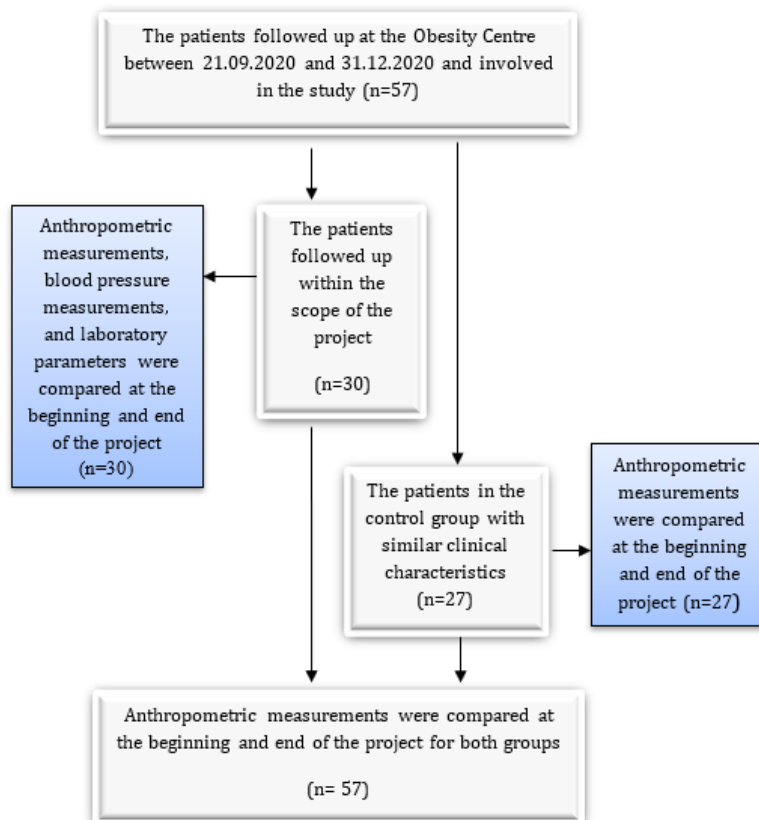 The patients followed up at the Obesity Centre
between 21.09.2020 and 31.12.2020 and involved
in the study (n=57)
Anthropometric
measurements,
blood pressure
measurements,
and laboratory
parameters were
compared at the
beginning and end
of the project
(n=30)
The patients
followed up
within the
scope of the
project
(n=30)
The patients in the
control group with
similar clinical
characteristics
(n=27)
Anthropometric
measurements
were compared
at the beginning
and end of the
project (n=27)
Anthropometric measurements were compared at
the beginning and end of the project for both groups
(n= 57)